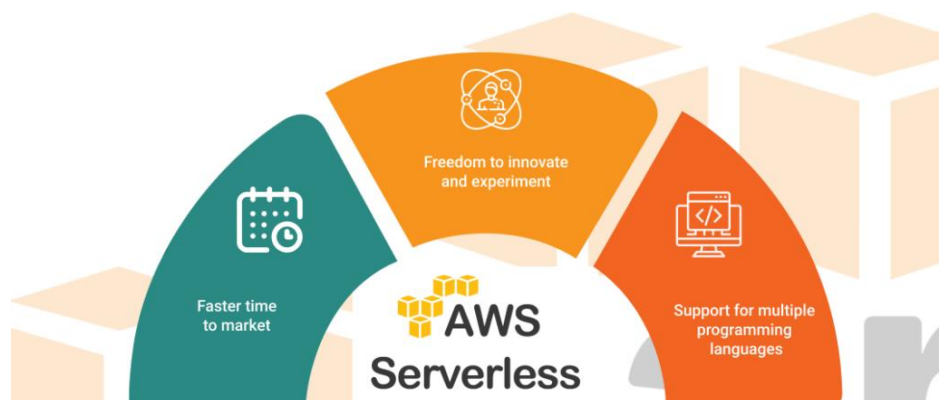 Freedom to innovate
and experiment
Faster time
to market
Support for multiple
programming
languages
</>
AWS
Serverless